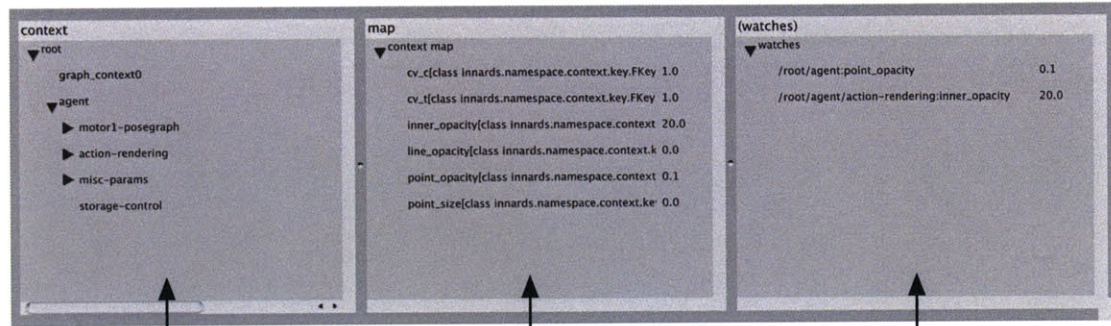 context
root
graph_context0
agent
motor1-posegraph
action-rendering
misc-params
storage-control
map
context map
cv_c[class innards.namespace.context.key.FKey 1.0
cv_t[class innards.namespace.context.key.FKey 1.0
inner_opacity[class innards.namespace.context 20.0
line_opacity[class innards.namespace.context.k 0.0
point_opacity[class innards.namespace.context 0.1
point_size[class innards.namespace.context.ke 0.0
(watches)
watches
/root/agent:point_opacity 0.1
/root/agent/action-rendering:inner_opacity 20.0